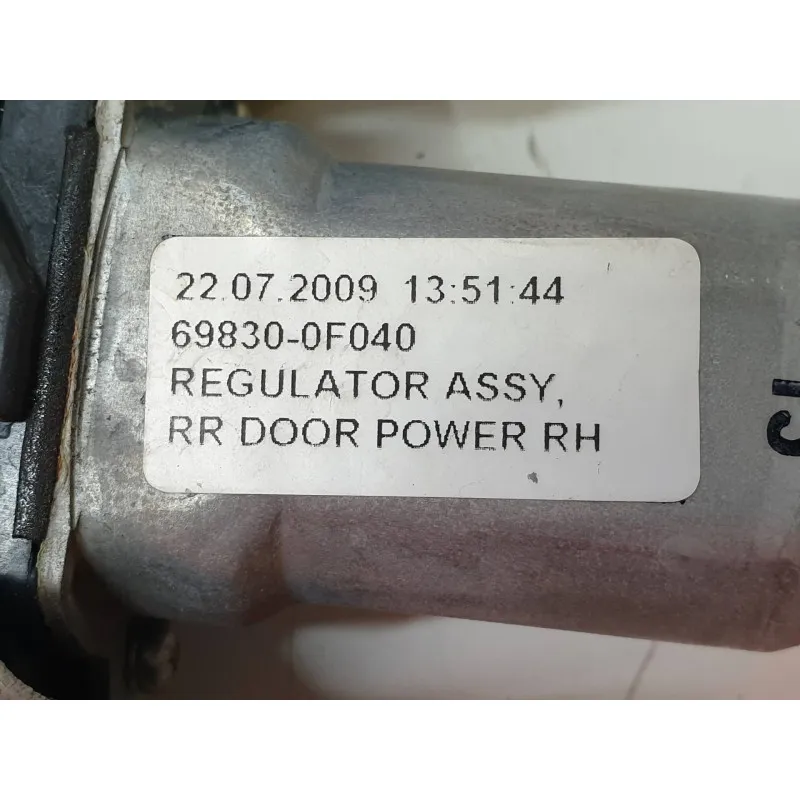 22.07.2009 13:51:44
69830-0F040
REGULATOR ASSY,
RR DOOR POWER RH